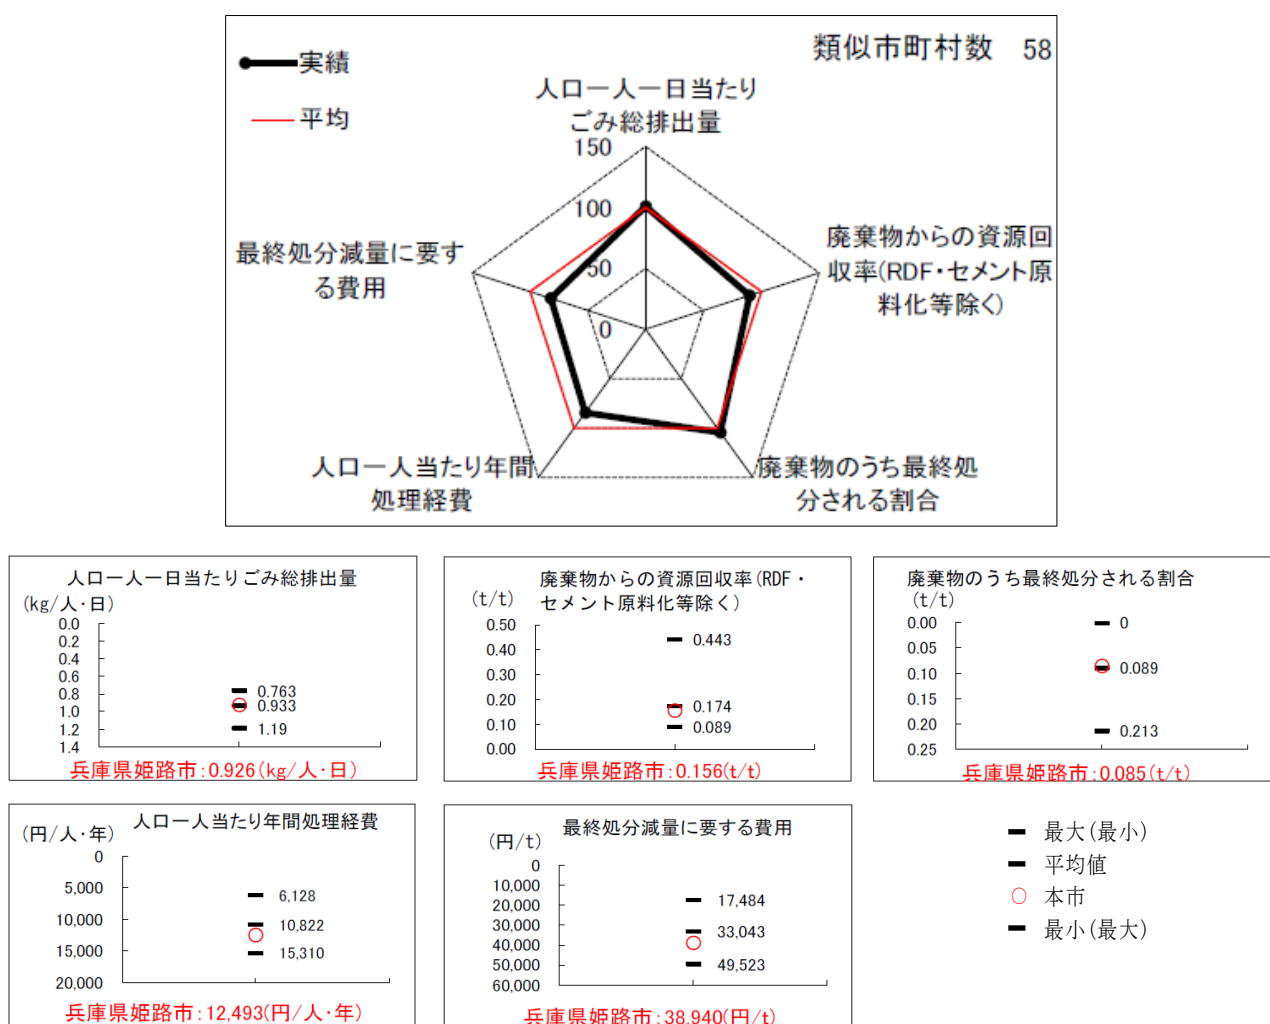 類似市町村数 58
実績
平均
人口一人一日当たり
ごみ総排出量
150
100
50
0
廃棄物からの資源回
収率(RDF・セメント原
料化等除く)
最終処分減量に要す
る費用
人口一人当たり年間
処理経費
廃棄物のうち最終処
分される割合
人口一人一日当たりごみ総排出量
(kg/人・日)
0.0
0.2
0.4
0.6
0.8
1.0
1.2
1.4
0.763
0.933
1.19
兵庫県姫路市:0.926(kg/人・日)
廃棄物からの資源回収率(RDF・
セメント原料化等除く)
(t/t)
0.50
0.40
0.30
0.20
0.10
0.00
0.443
0.174
0.089
兵庫県姫路市:0.156(t/t)
廃棄物のうち最終処分される割合
(t/t)
0.00
0.05
0.10
0.15
0.20
0.25
0
0.089
0.213
兵庫県姫路市:0.085(t/t)
人口一人当たり年間処理経費
(円/人・年)
0
5,000
10,000
15,000
20,000
6,128
10,822
15,310
兵庫県姫路市:12,493(円/人・年)
最終処分減量に要する費用
(円/t)
0
10,000
20,000
30,000
40,000
50,000
60,000
17,484
33,043
49,523
兵庫県姫路市:38,940(円/t)
最大(最小)
平均値
本市
最小(最大)